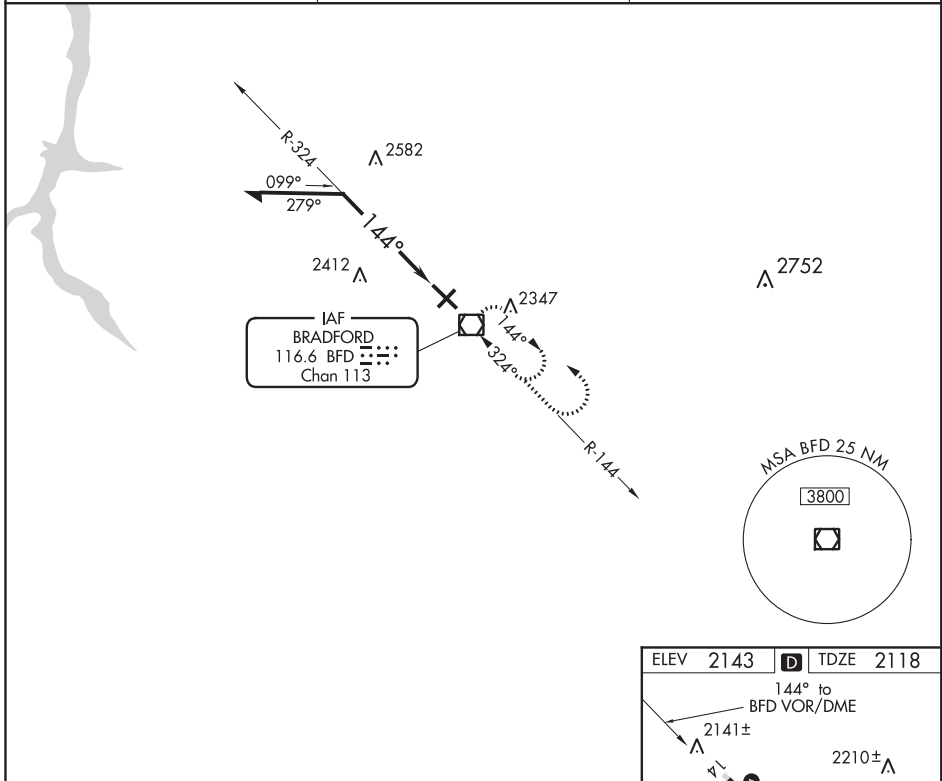 R-324
2582
099°
279°
144°
2412
2752
2347
IAF
BRADFORD
116.6 BFD
Chan 113
144°
324°
R-144
MSA BFD 25 NM
3800
ELEV 2143 D TDZE 2118
144° to
BFD VOR/DME
2141±
2210±
14